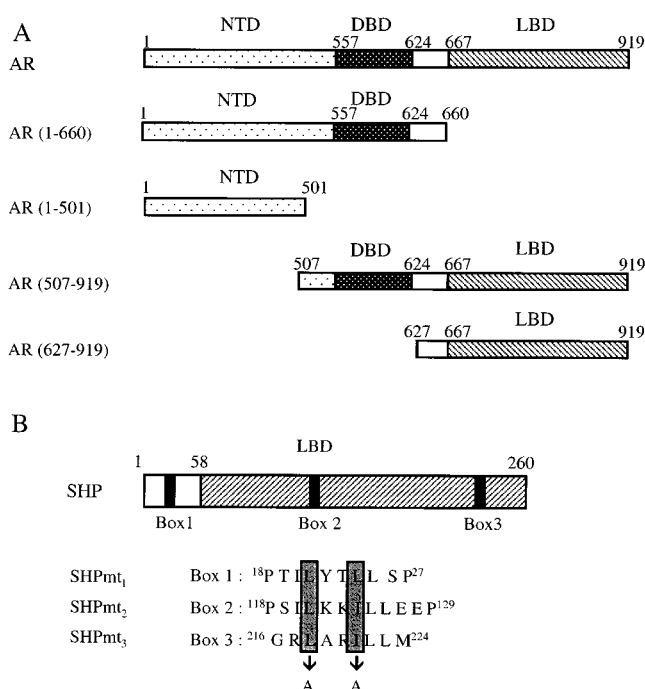 A
NTD DBD LBD
1 557 624 667 919
AR
NTD DBD
1 557 624 660
AR (1-660)
NTD
1 501
AR (1-501)
DBD LBD
507 624 667 919
AR (507-919)
LBD
627 667 919
AR (627-919)
B
LBD
1 58 260
SHP
Box1 Box 2 Box3
SHPmt₁ Box 1 : ¹⁸P T I L Y T L L S P²⁷
SHPmt₂ Box 2 : ¹¹⁸P S I L K K I L L E E P¹²⁹
SHPmt₃ Box 3 : ²¹⁶ G R L A R I L L M²²⁴
A A